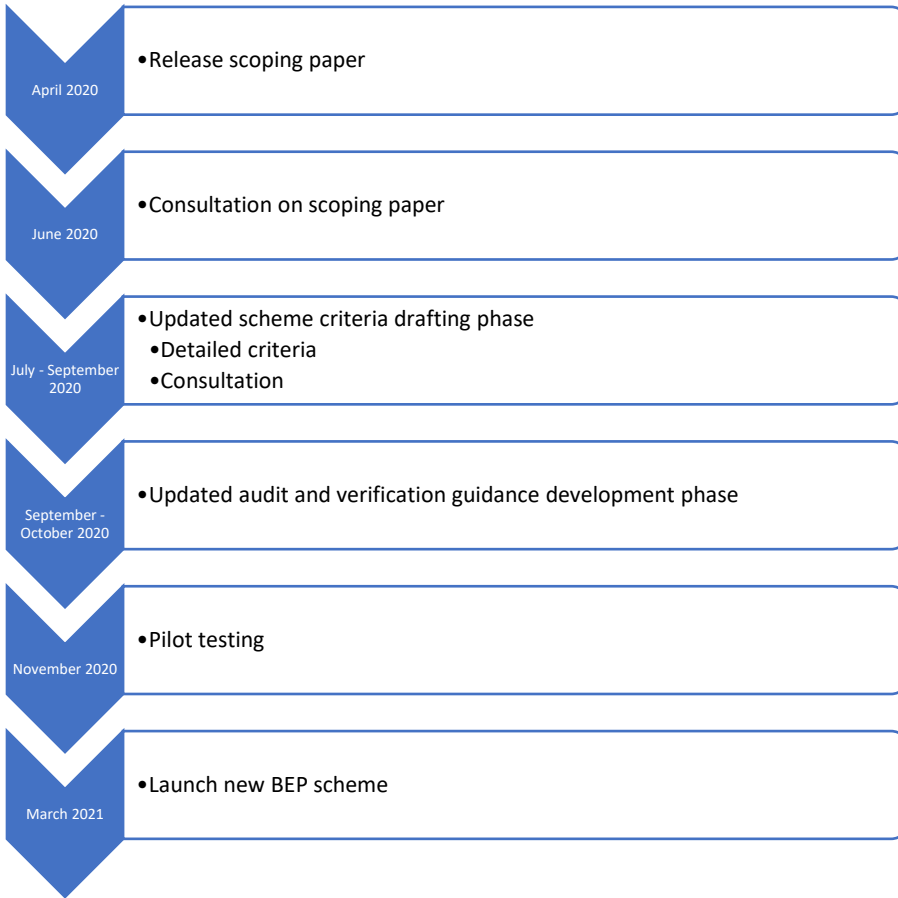 April 2020
•Release scoping paper
June 2020
•Consultation on scoping paper
July - September
2020
•Updated scheme criteria drafting phase
•Detailed criteria
•Consultation
September -
October 2020
•Updated audit and verification guidance development phase
November 2020
•Pilot testing
March 2021
•Launch new BEP scheme